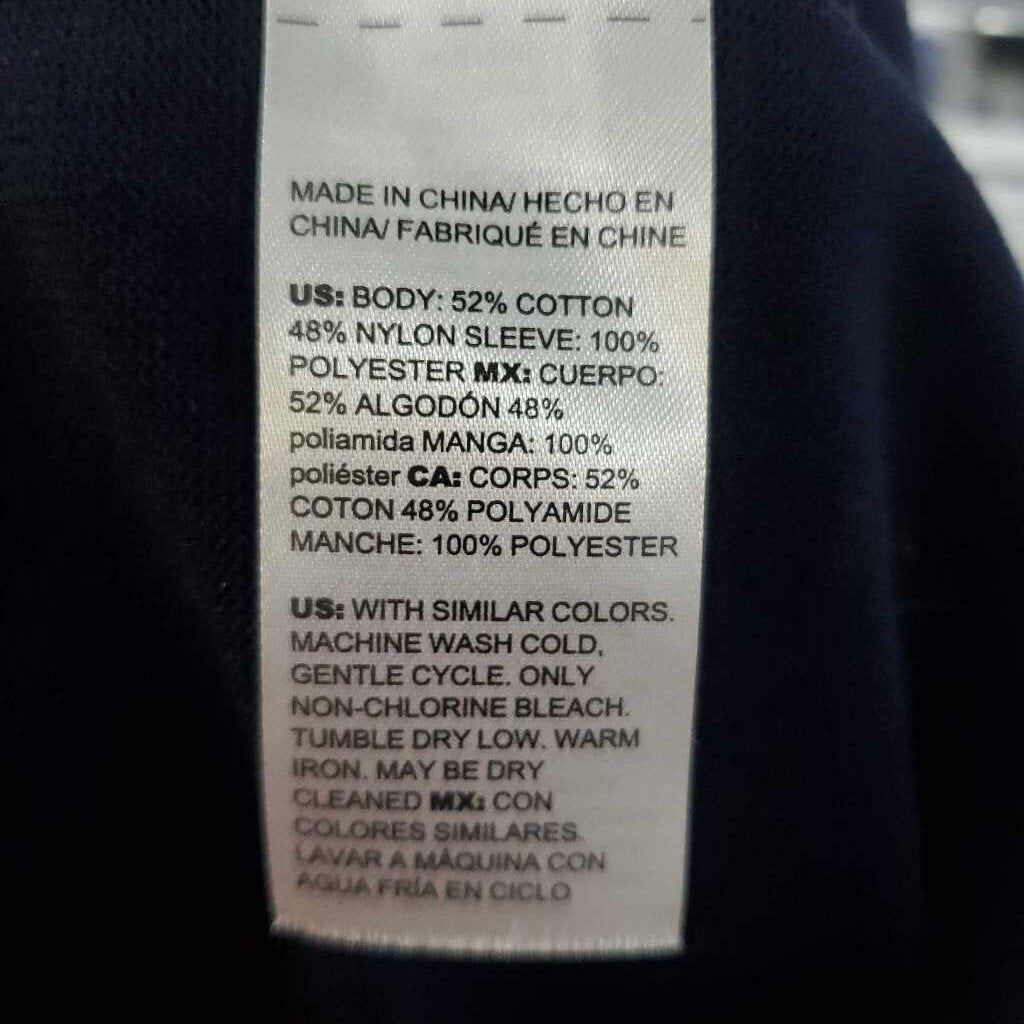 MADE IN CHINA/ HECHO EN
CHINA/ FABRIQUÉ EN CHINE
US: BODY: 52% COTTON
48% NYLON SLEEVE: 100%
POLYESTER MX: CUERPO:
52% ALGODÓN 48%
poliamida MANGA: 100%
poliéster CA: CORPS: 52%
COTON 48% POLYAMIDE
MANCHE: 100% POLYESTER
US: WITH SIMILAR COLORS.
MACHINE WASH COLD,
GENTLE CYCLE. ONLY
NON-CHLORINE BLEACH.
TUMBLE DRY LOW. WARM
IRON. MAY BE DRY
CLEANED MX: CON
COLORES SIMILARES.
LAVAR A MÁQUINA CON
AGUA FRÍA EN CICLO